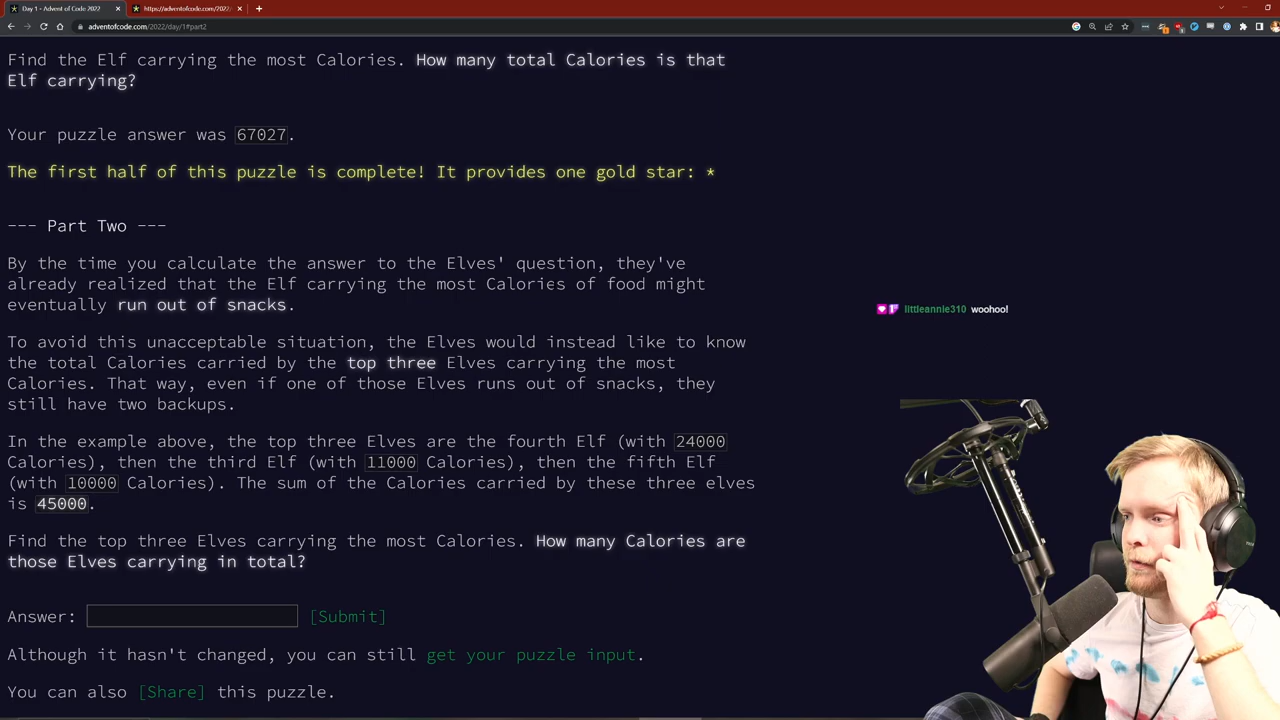 Day 1 - Advent of Code 2022
https://adventofcode.com/2022/
adventofcode.com/2022/day/1#part2
Find the Elf carrying the most Calories. How many total Calories is that
Elf carrying?
Your puzzle answer was 67027.
The first half of this puzzle is complete! It provides one gold star: *
--- Part Two ---
By the time you calculate the answer to the Elves' question, they've
already realized that the Elf carrying the most Calories of food might
eventually run out of snacks.
To avoid this unacceptable situation, the Elves would instead like to know
the total Calories carried by the top three Elves carrying the most
Calories. That way, even if one of those Elves runs out of snacks, they
still have two backups.
In the example above, the top three Elves are the fourth Elf (with 24000
Calories), then the third Elf (with 11000 Calories), then the fifth Elf
(with 10000 Calories). The sum of the Calories carried by these three elves
is 45000.
Find the top three Elves carrying the most Calories. How many Calories are
those Elves carrying in total?
Answer: [Submit]
Although it hasn't changed, you can still get your puzzle input.
You can also [Share] this puzzle.
littleannie310 woohoo!